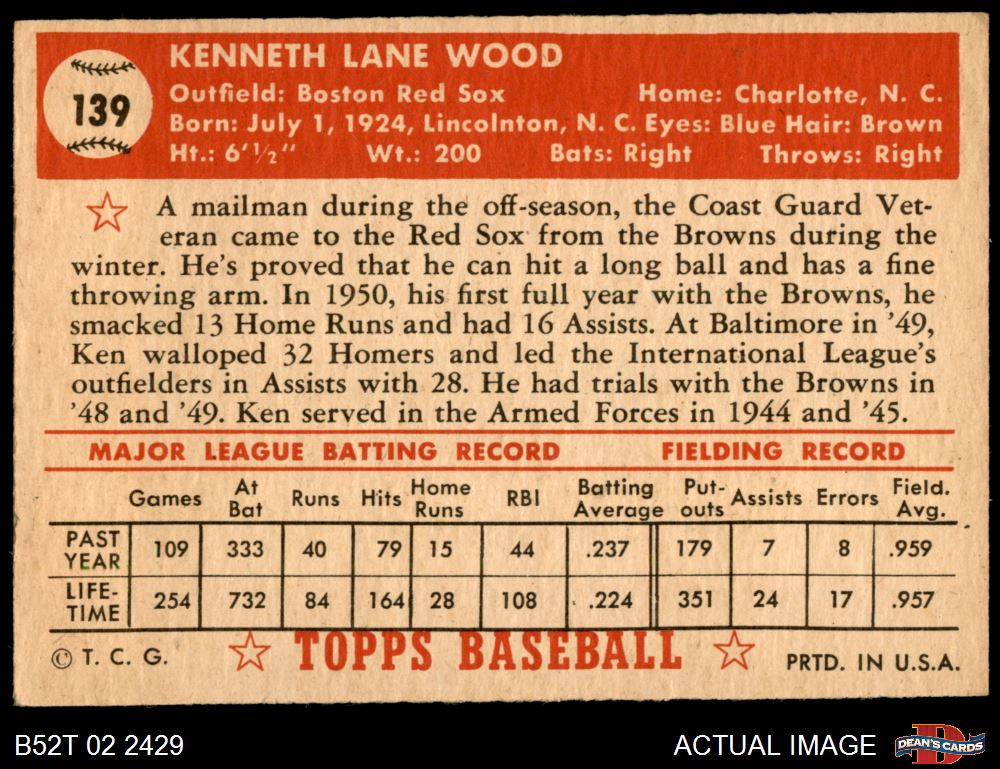 KENNETH LANE WOOD
139
Outfield: Boston Red Sox Home: Charlotte, N. C.
Born: July 1, 1924, Lincolnton, N. C. Eyes: Blue Hair: Brown
Ht.: 6'½" Wt.: 200 Bats: Right Throws: Right
A mailman during the off-season, the Coast Guard Vet-
eran came to the Red Sox from the Browns during the
winter. He's proved that he can hit a long ball and has a fine
throwing arm. In 1950, his first full year with the Browns, he
smacked 13 Home Runs and had 16 Assists. At Baltimore in '49,
Ken walloped 32 Homers and led the International League's
outfielders in Assists with 28. He had trials with the Browns in
'48 and '49. Ken served in the Armed Forces in 1944 and '45.
MAJOR LEAGUE BATTING RECORD FIELDING RECORD
Games At Bat Runs Hits Home Runs RBI Batting Average Put-outs Assists Errors Field. Avg.
PAST YEAR 109 333 40 79 15 44 .237 179 7 8 .959
LIFE-TIME 254 732 84 164 28 108 .224 351 24 17 .957
© T. C. G. TOPPS BASEBALL PRTD. IN U.S.A.
B52T 02 2429 ACTUAL IMAGE D DEAN'S CARDS